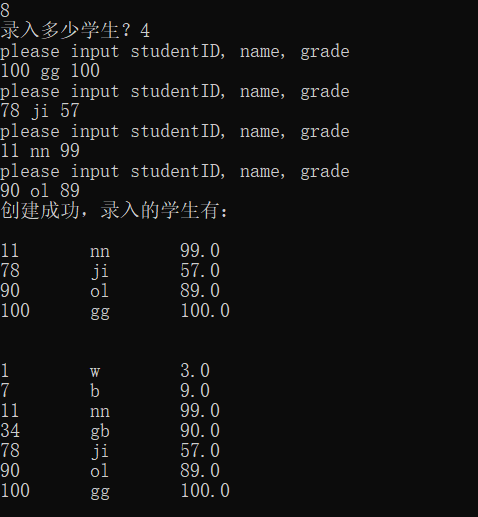 8
录入多少学生？4
please input studentID, name, grade
100 gg 100
please input studentID, name, grade
78 ji 57
please input studentID, name, grade
11 nn 99
please input studentID, name, grade
90 ol 89
创建成功，录入的学生有：
11 nn 99.0
78 ji 57.0
90 ol 89.0
100 gg 100.0
1 w 3.0
7 b 9.0
11 nn 99.0
34 gb 90.0
78 ji 57.0
90 ol 89.0
100 gg 100.0